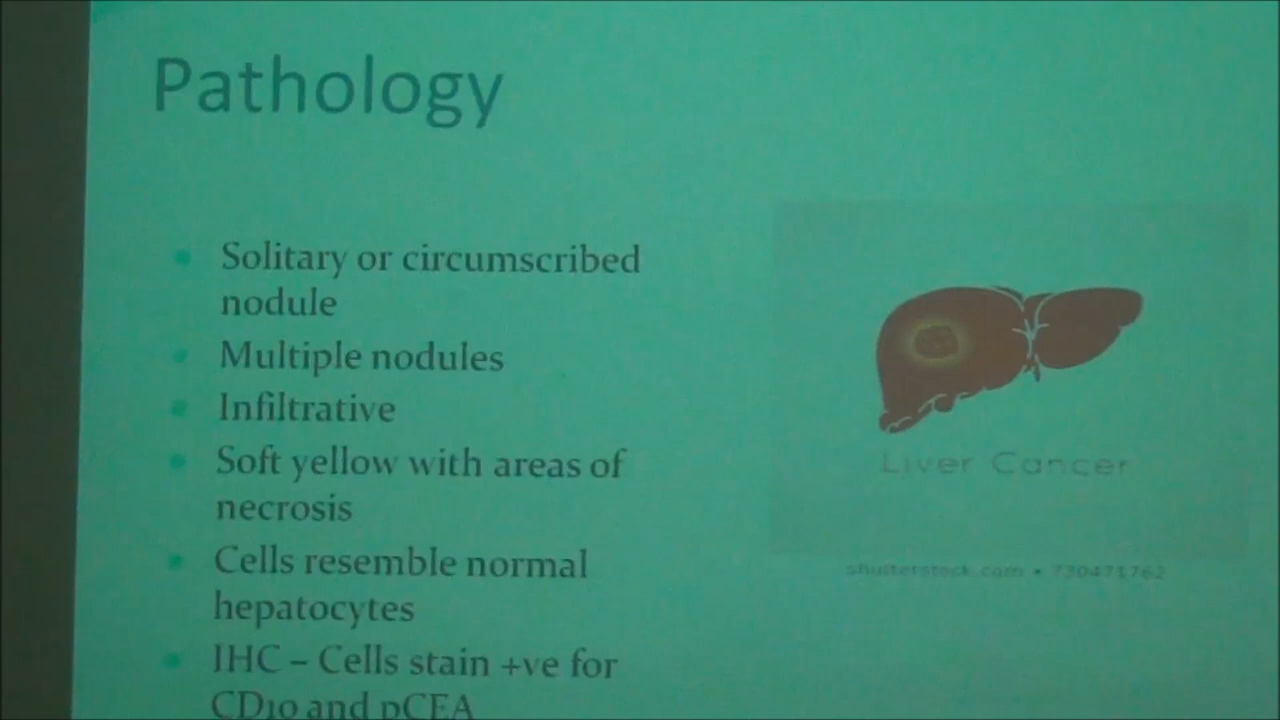 Pathology
Solitary or circumscribed
nodule
Multiple nodules
Infiltrative
Soft yellow with areas of
necrosis
Cells resemble normal
hepatocytes
IHC – Cells stain +ve for
CD10 and pCEA
Liver Cancer
shutterstock.com • 730471762